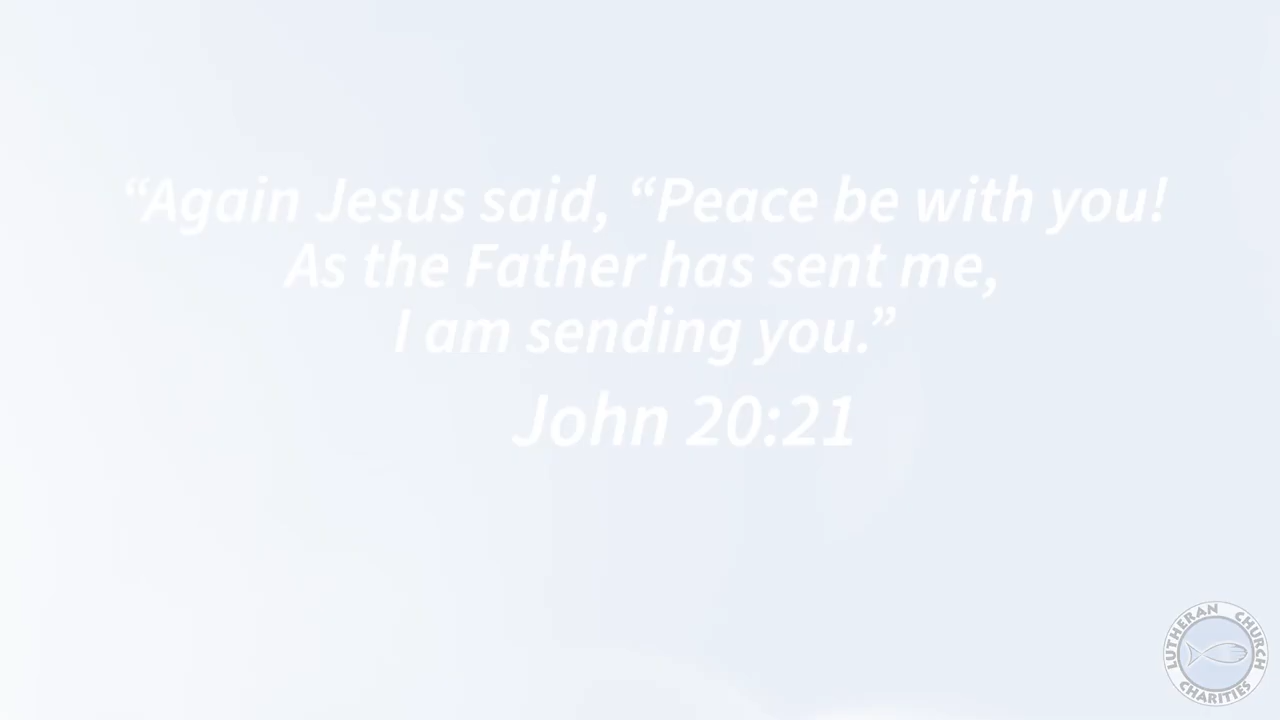 “Again Jesus said, “Peace be with you!
As the Father has sent me,
I am sending you.”
John 20:21
LUTHERAN CHURCH
CHARITIES